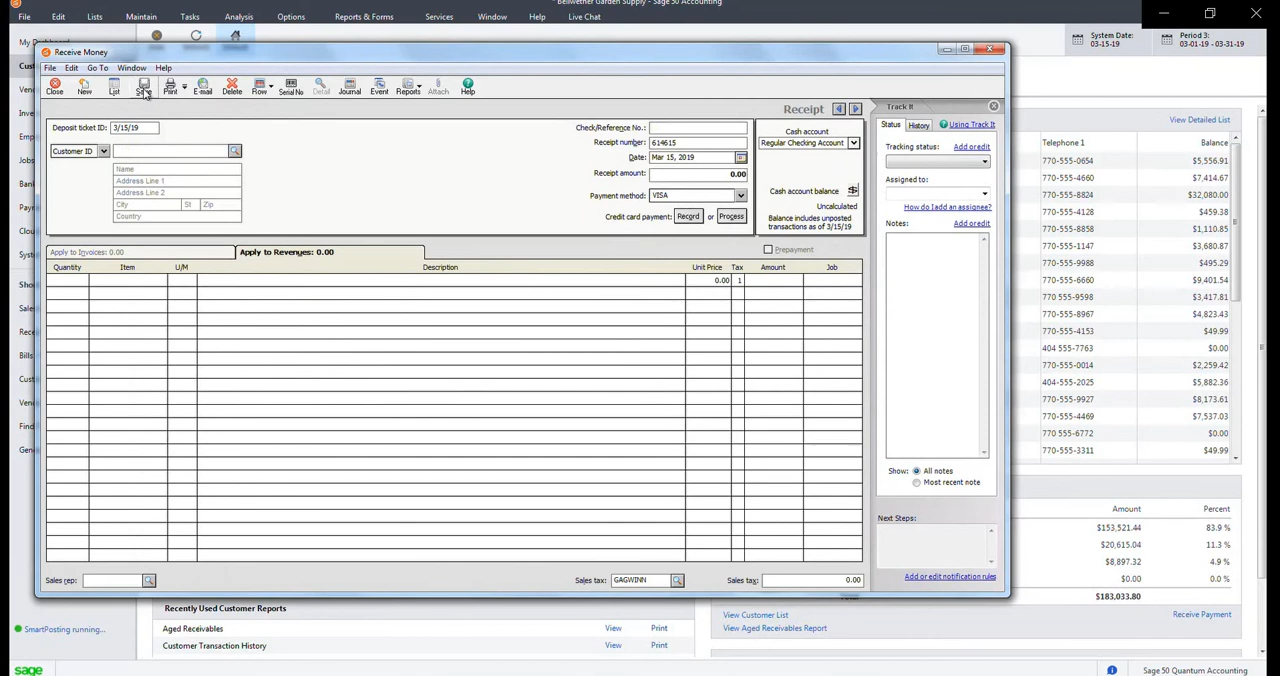 Bellwether Garden Supply - Sage 50 Accounting
File Edit Lists Maintain Tasks Analysis Options Reports & Forms Services Window Help Live Chat
System Date: 03-15-19
Period 3: 03-01-19 - 03-31-19
Receive Money
File Edit Go To Window Help
Close New List Save Print E-mail Delete Row Serial No Detail Journal Event Reports Attach Help
Receipt
Deposit ticket ID: 3/15/19
Customer ID
Name
Address Line 1
Address Line 2
City St Zip
Country
Check/Reference No.:
Receipt number: 614615
Date: Mar 15, 2019
Receipt amount: 0.00
Payment method: VISA
Credit card payment: Record or Process
Cash account
Regular Checking Account
Cash account balance
Uncalculated
Balance includes unposted
transactions as of 3/15/19
Apply to Invoices: 0.00
Apply to Revenues: 0.00
Prepayment
Quantity Item U/M Description Unit Price Tax Amount Job
0.00 1
Sales rep:
Sales tax: GAGWINN
Sales tax: 0.00
Track It
Status History Using Track It
Tracking status: Add or edit
Assigned to:
How do I add an assignee?
Notes: Add or edit
Show: All notes
Most recent note
Next Steps:
Add or edit notification rules
View Detailed List
Telephone 1 Balance
770-555-0654 $5,556.91
770-555-4660 $7,414.67
770-555-8824 $32,080.00
770-555-4128 $459.38
770-555-8858 $1,110.85
770-555-1147 $3,680.87
770-555-9988 $495.29
770-555-6660 $9,401.54
770 555-9598 $3,417.81
770-555-8967 $4,823.43
770-555-4153 $49.99
404 555-7763 $0.00
770-555-0014 $2,259.42
404-555-2025 $5,882.36
770-555-9927 $8,173.61
770-555-4469 $7,537.03
770 555-6772 $0.00
770-555-3311 $49.99
Amount Percent
$153,521.44 83.9 %
$20,615.04 11.3 %
$8,897.32 4.9 %
$0.00 0.0 %
$183,033.80
Recently Used Customer Reports
Aged Receivables View Print
Customer Transaction History View Print
View Customer List
Receive Payment
View Aged Receivables Report
SmartPosting running...
sage
Sage 50 Quantum Accounting